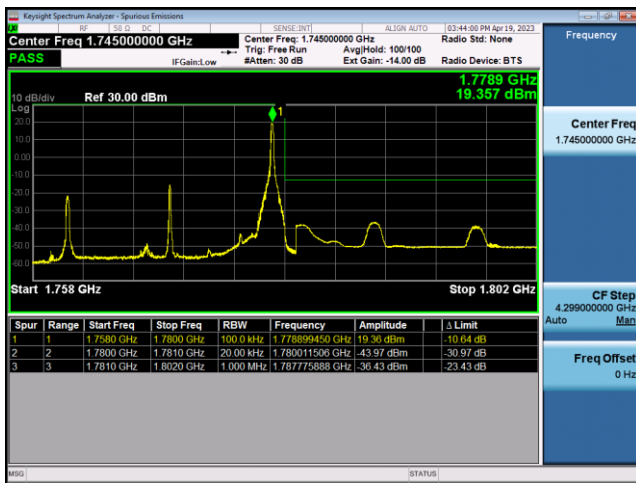 Keysight Spectrum Analyzer - Spurious Emissions
RF 50 Ω DC SENSE:INT ALIGN AUTO 03:44:00 PM Apr 19, 2023
Center Freq 1.745000000 GHz Center Freq: 1.745000000 GHz Radio Std: None
Trig: Free Run Avg|Hold: 100/100
PASS IFGain:Low #Atten: 30 dB Ext Gain: -14.00 dB Radio Device: BTS
1.7789 GHz
19.357 dBm
10 dB/div Ref 30.00 dBm
Log
1
20.0
10.0
0.00
-10.0
-20.0
-30.0
-40.0
-50.0
-60.0
Start 1.758 GHz Stop 1.802 GHz
Spur Range Start Freq Stop Freq RBW Frequency Amplitude Δ Limit
1 1 1.7580 GHz 1.7800 GHz 100.0 kHz 1.778899450 GHz 19.36 dBm -10.64 dB
2 2 1.7800 GHz 1.7810 GHz 20.00 kHz 1.780011506 GHz -43.97 dBm -30.97 dB
3 3 1.7810 GHz 1.8020 GHz 1.000 MHz 1.787775888 GHz -36.43 dBm -23.43 dB
MSG STATUS
Frequency
Center Freq
1.745000000 GHz
CF Step
4.299000000 GHz
Auto Man
Freq Offset
0 Hz